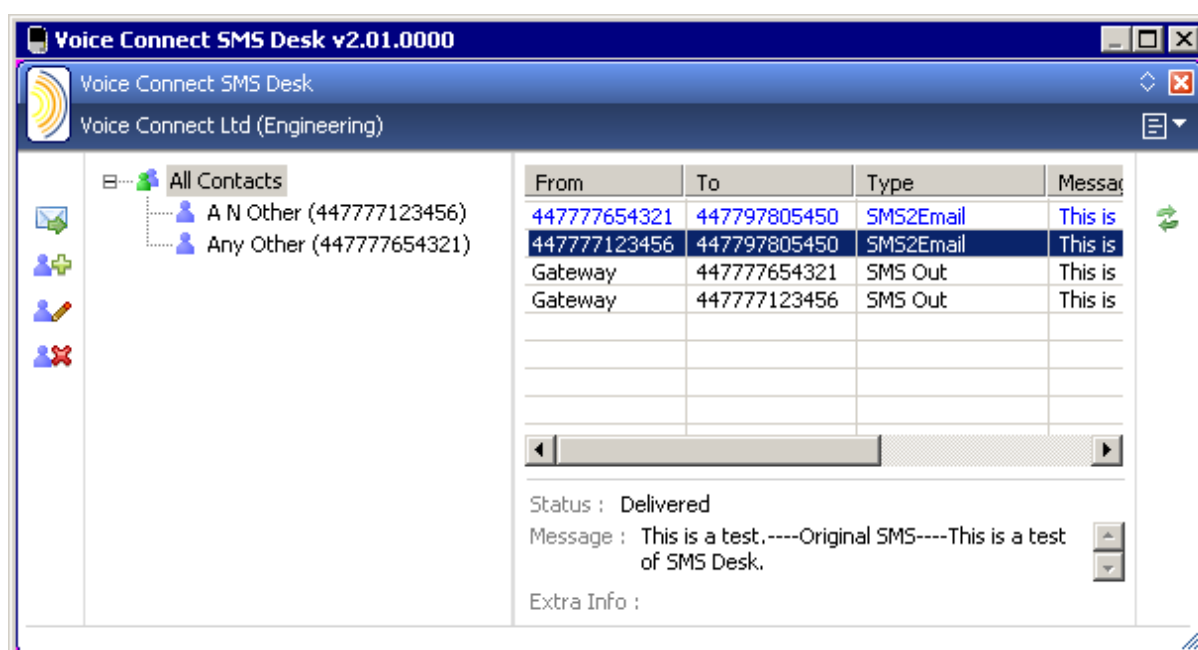 Voice Connect SMS Desk v2.01.0000
Voice Connect SMS Desk
Voice Connect Ltd (Engineering)
All Contacts
A N Other (447777123456)
Any Other (447777654321)
From To Type Messag
447777654321 447797805450 SMS2Email This is
447777123456 447797805450 SMS2Email This is
Gateway 447777654321 SMS Out This is
Gateway 447777123456 SMS Out This is
Status : Delivered
Message : This is a test.----Original SMS----This is a test
of SMS Desk.
Extra Info :